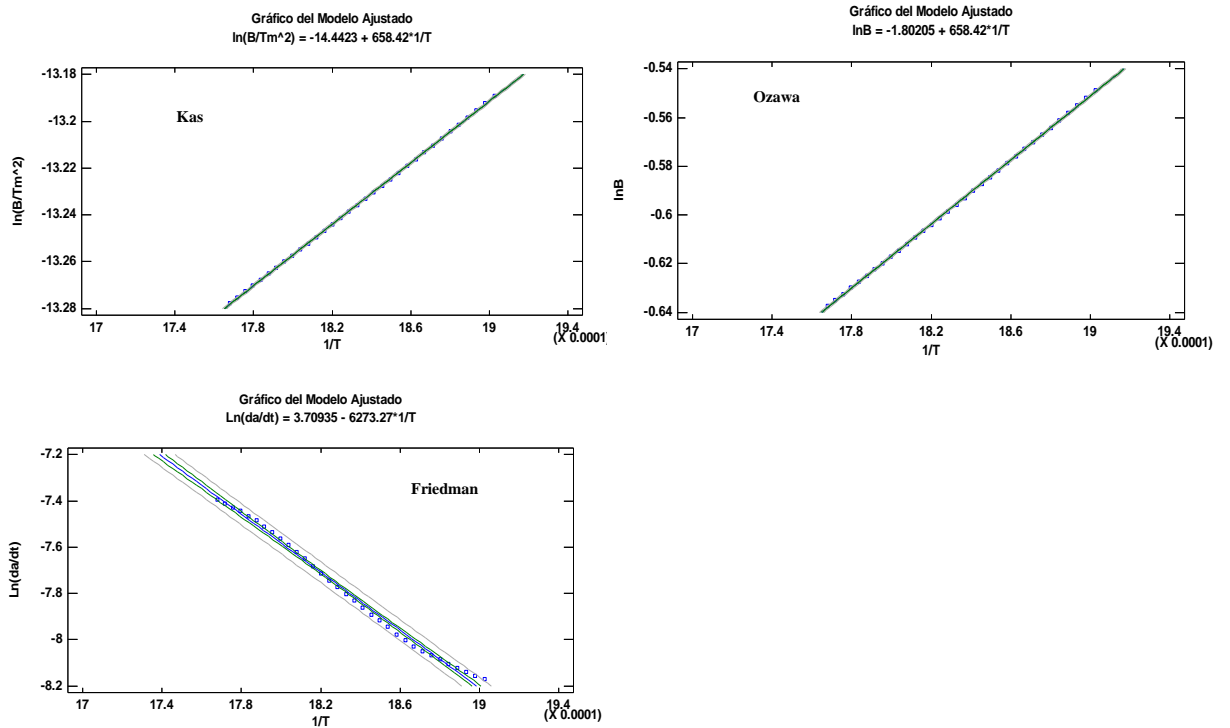 Gráfico del Modelo Ajustado
ln(B/Tm^2) = -14.4423 + 658.42*1/T
-13.18
-13.2
-13.22
-13.24
-13.26
-13.28
ln(B/Tm^2)
Kas
17
17.4
17.8
18.2
18.6
19
19.4
(X 0.0001)
1/T
Gráfico del Modelo Ajustado
lnB = -1.80205 + 658.42*1/T
-0.54
-0.56
-0.58
-0.6
-0.62
-0.64
lnB
Ozawa
17
17.4
17.8
18.2
18.6
19
19.4
(X 0.0001)
1/T
Gráfico del Modelo Ajustado
Ln(da/dt) = 3.70935 - 6273.27*1/T
-7.2
-7.4
-7.6
-7.8
-8
-8.2
Ln(da/dt)
Friedman
17
17.4
17.8
18.2
18.6
19
19.4
(X 0.0001)
1/T